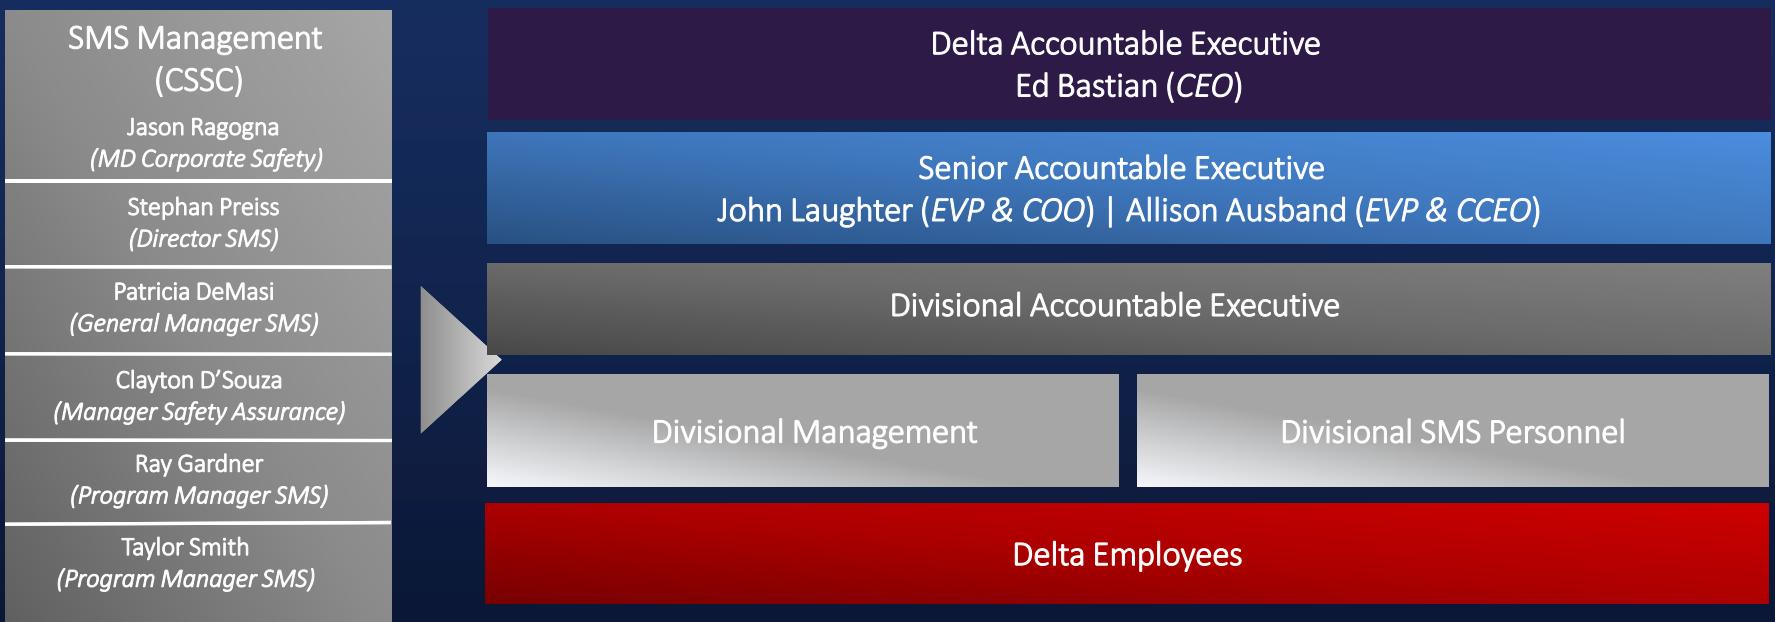 SMS Management
(CSSC)
Jason Ragogna
(MD Corporate Safety)
Stephan Preiss
(Director SMS)
Patricia DeMasi
(General Manager SMS)
Clayton D’Souza
(Manager Safety Assurance)
Ray Gardner
(Program Manager SMS)
Taylor Smith
(Program Manager SMS)
Delta Accountable Executive
Ed Bastian (CEO)
Senior Accountable Executive
John Laughter (EVP & COO) | Allison Ausband (EVP & CCEO)
Divisional Accountable Executive
Divisional Management
Divisional SMS Personnel
Delta Employees